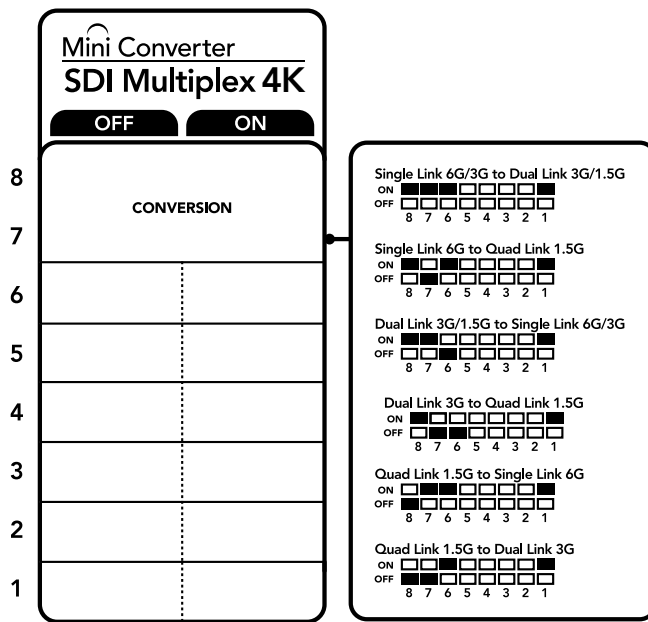 Mini Converter
SDI Multiplex 4K
OFF ON
8
CONVERSION
7
6
5
4
3
2
1
Single Link 6G/3G to Dual Link 3G/1.5G
ON
OFF
8 7 6 5 4 3 2 1
Single Link 6G to Quad Link 1.5G
ON
OFF
8 7 6 5 4 3 2 1
Dual Link 3G/1.5G to Single Link 6G/3G
ON
OFF
8 7 6 5 4 3 2 1
Dual Link 3G to Quad Link 1.5G
ON
OFF
8 7 6 5 4 3 2 1
Quad Link 1.5G to Single Link 6G
ON
OFF
8 7 6 5 4 3 2 1
Quad Link 1.5G to Dual Link 3G
ON
OFF
8 7 6 5 4 3 2 1